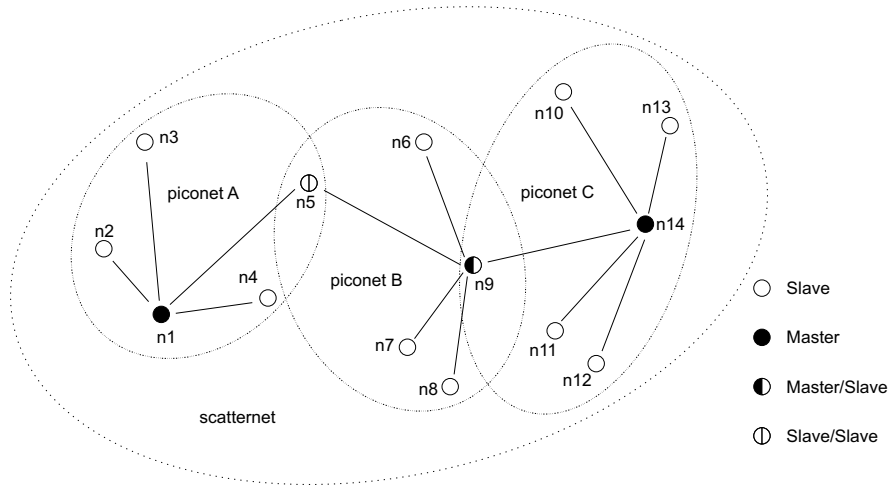 n3
n10
n13
n6
piconet A
n5
piconet C
n2
n14
n4
piconet B
n9
Slave
n1
n7
n11
Master
n12
n8
Master/Slave
scatternet
Slave/Slave